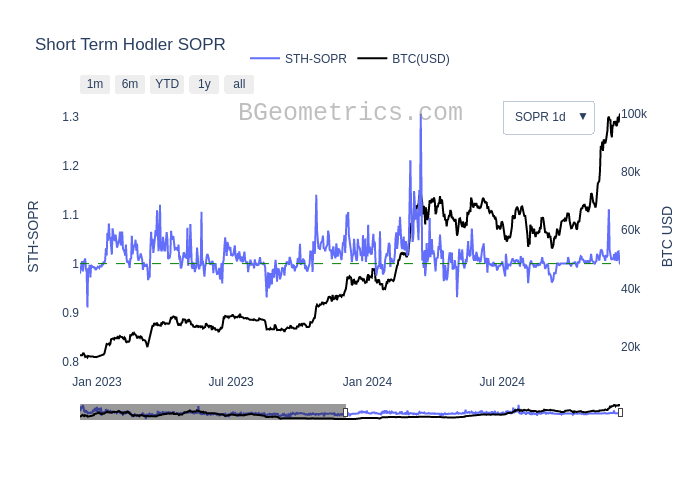 Short Term Hodler SOPR
STH-SOPR BTC(USD)
1m 6m YTD 1y all
BGeometrics.com
SOPR 1d ▼
1.3
1.2
1.1
1
0.9
0.8
STH-SOPR
100k
80k
60k
40k
20k
BTC USD
Jan 2023 Jul 2023 Jan 2024 Jul 2024